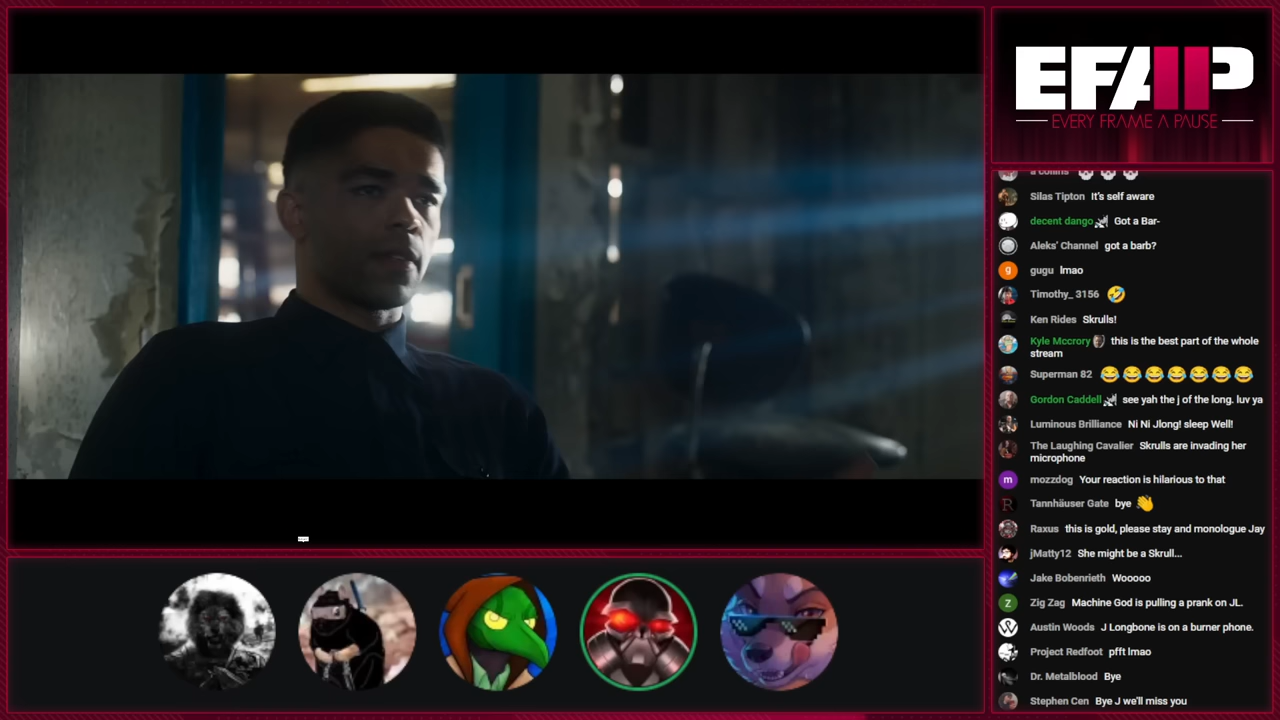 EFAP
EVERY FRAME A PAUSE
a collins
Silas Tipton It's self aware
decent dango Got a Bar-
Aleks' Channel got a barb?
g
gugu lmao
Timothy_ 3156
Ken Rides Skrulls!
Kyle Mccrory this is the best part of the whole
stream
Superman 82
Gordon Caddell see yah the j of the long. luv ya
Luminous Brilliance Ni Ni Jlong! sleep Well!
The Laughing Cavalier Skrulls are invading her
microphone
m
mozzdog Your reaction is hilarious to that
R
Tannhäuser Gate bye
Raxus this is gold, please stay and monologue Jay
jMatty12 She might be a Skrull...
Jake Bobenrieth Wooooo
Z
Zig Zag Machine God is pulling a prank on JL.
W
Austin Woods J Longbone is on a burner phone.
Project Redfoot pfft lmao
Dr. Metalblood Bye
Stephen Cen Bye J we'll miss you